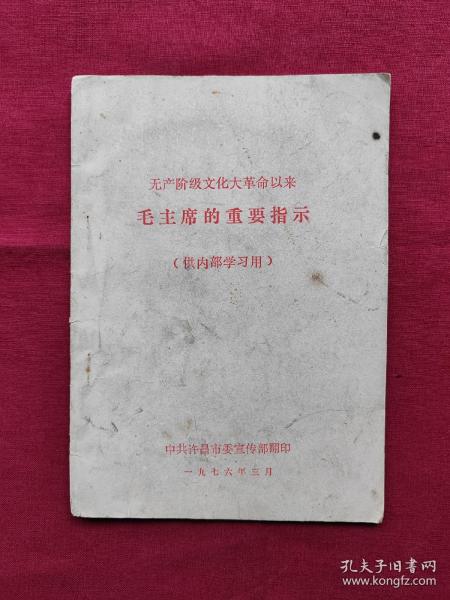 无产阶级文化大革命以来
毛主席的重要指示
（供内部学习用）
中共许昌市委宣传部翻印
一九七六年三月
孔夫子旧书网
www.kongfz.com